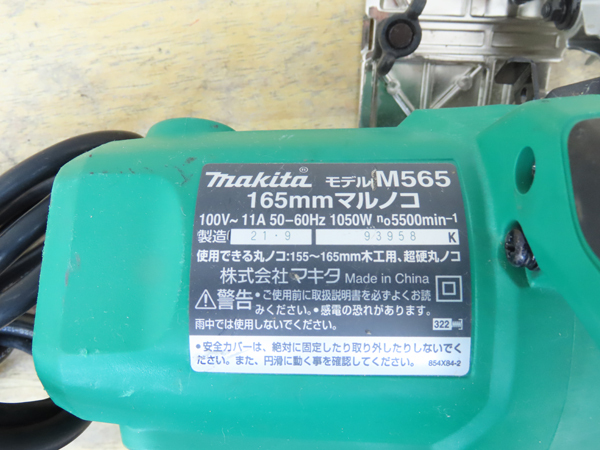 makita® モデルM565
165mmマルノコ
100V～ 11A 50-60Hz 1050W n₀5500min⁻¹
製造 21-9 93958 K
使用できる丸ノコ:155～165mm木工用、超硬丸ノコ
株式会社マキタ Made in China
警告 ●ご使用前に取扱説明書を必ずよくお読
みください。●感電の恐れがあります。
雨中では使用しないでください。 322
●安全カバーは、絶対に固定したり取り外したりしないでく
ださい。また、円滑に動く事を確認してください。 854X84-2